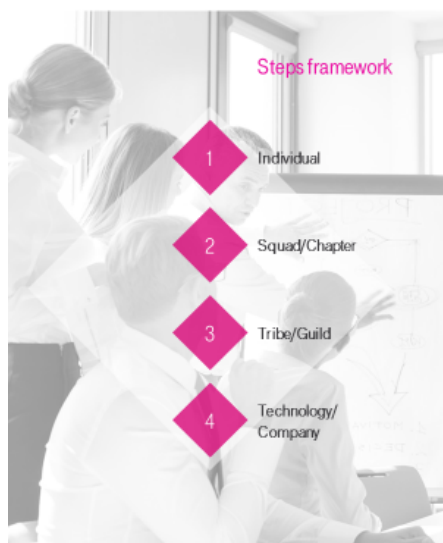 Steps framework
1
Individual
2
Squad/Chapter
3
Tribe/Guild
4
Technology/
Company